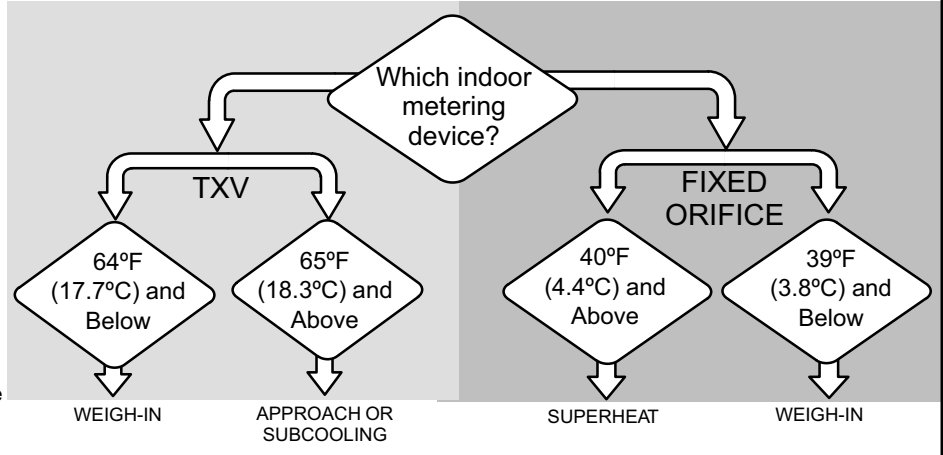 Which indoor
metering
device?
TXV
FIXED
ORIFICE
64ºF
(17.7ºC) and
Below
65ºF
(18.3ºC) and
Above
40ºF
(4.4ºC) and
Above
39ºF
(3.8ºC) and
Below
e
WEIGH-IN
APPROACH OR
SUBCOOLING
SUPERHEAT
WEIGH-IN